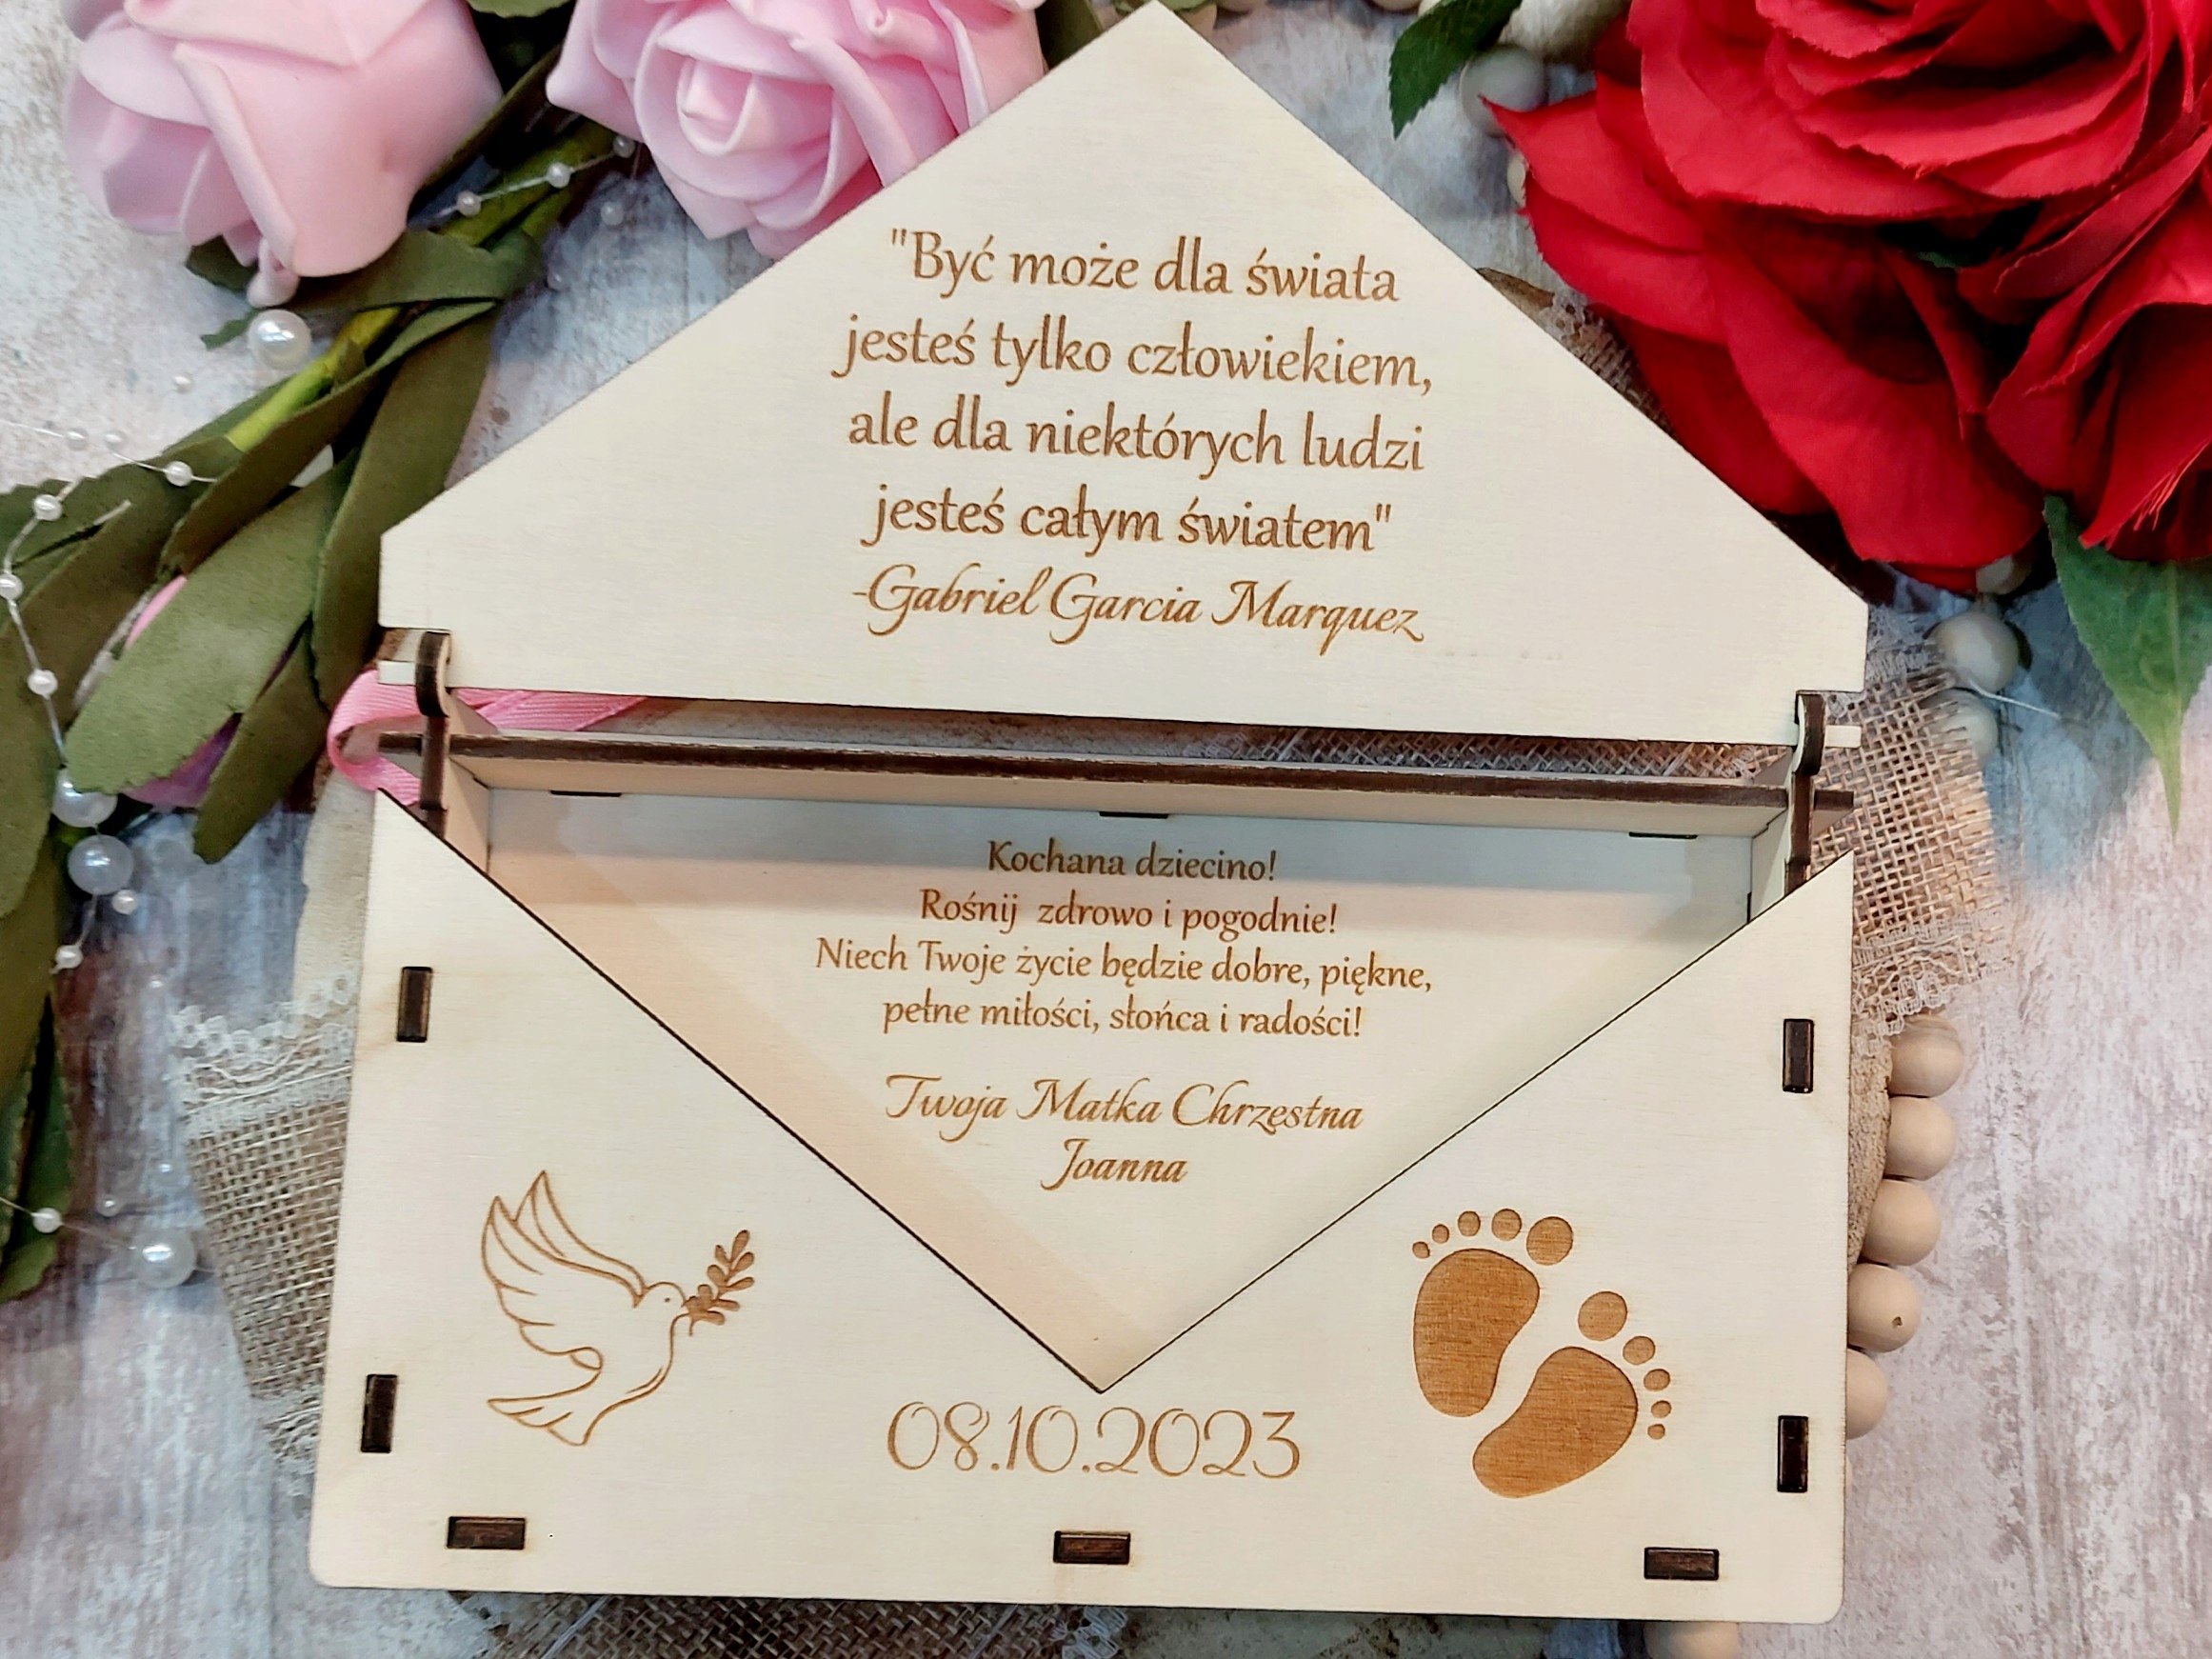 "Być może dla świata
jesteś tylko człowiekiem,
ale dla niektórych ludzi
jesteś całym światem"
-Gabriel Garcia Marquez
Kochana dziecino!
Rośnij zdrowo i pogodnie!
Niech Twoje życie będzie dobre, piękne,
pełne miłości, słońca i radości!
Twoja Matka Chrzęstna
Joanna
08.10.2023